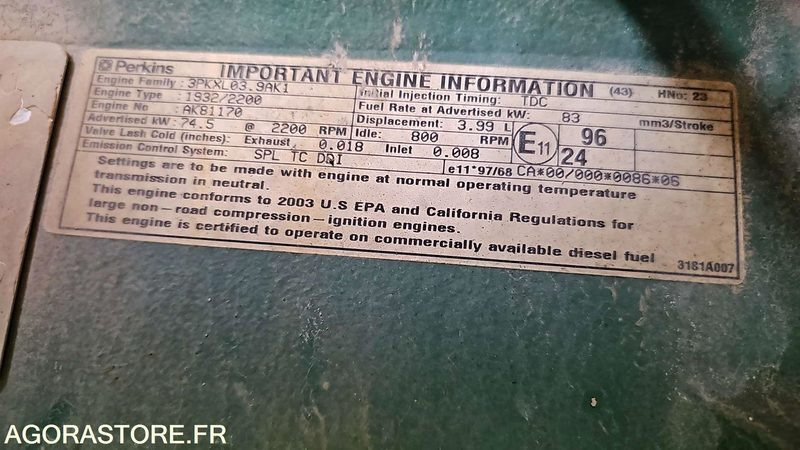 Perkins IMPORTANT ENGINE INFORMATION (43) HNo: 23
Engine Family: 3PKXL03.9AK1 Initial Injection Timing: TDC
Engine Type : 1932/2200 Fuel Rate at Advertised kW: 83 mm3/Stroke
Engine No : AK81170 Displacement: 3.99 L E11 96
Advertised kW : 74.5 @ 2200 RPM Idle: 800 RPM 24
Valve Lash Cold (inches): Exhaust 0.018 Inlet 0.008
Emission Control System: SPL TC DDI e11*97/68 CA*00/000*0086*06
Settings are to be made with engine at normal operating temperature
transmission in neutral.
This engine conforms to 2003 U.S EPA and California Regulations for
large non-road compression-ignition engines.
This engine is certified to operate on commercially available diesel fuel
3181A007
AGORASTORE.FR